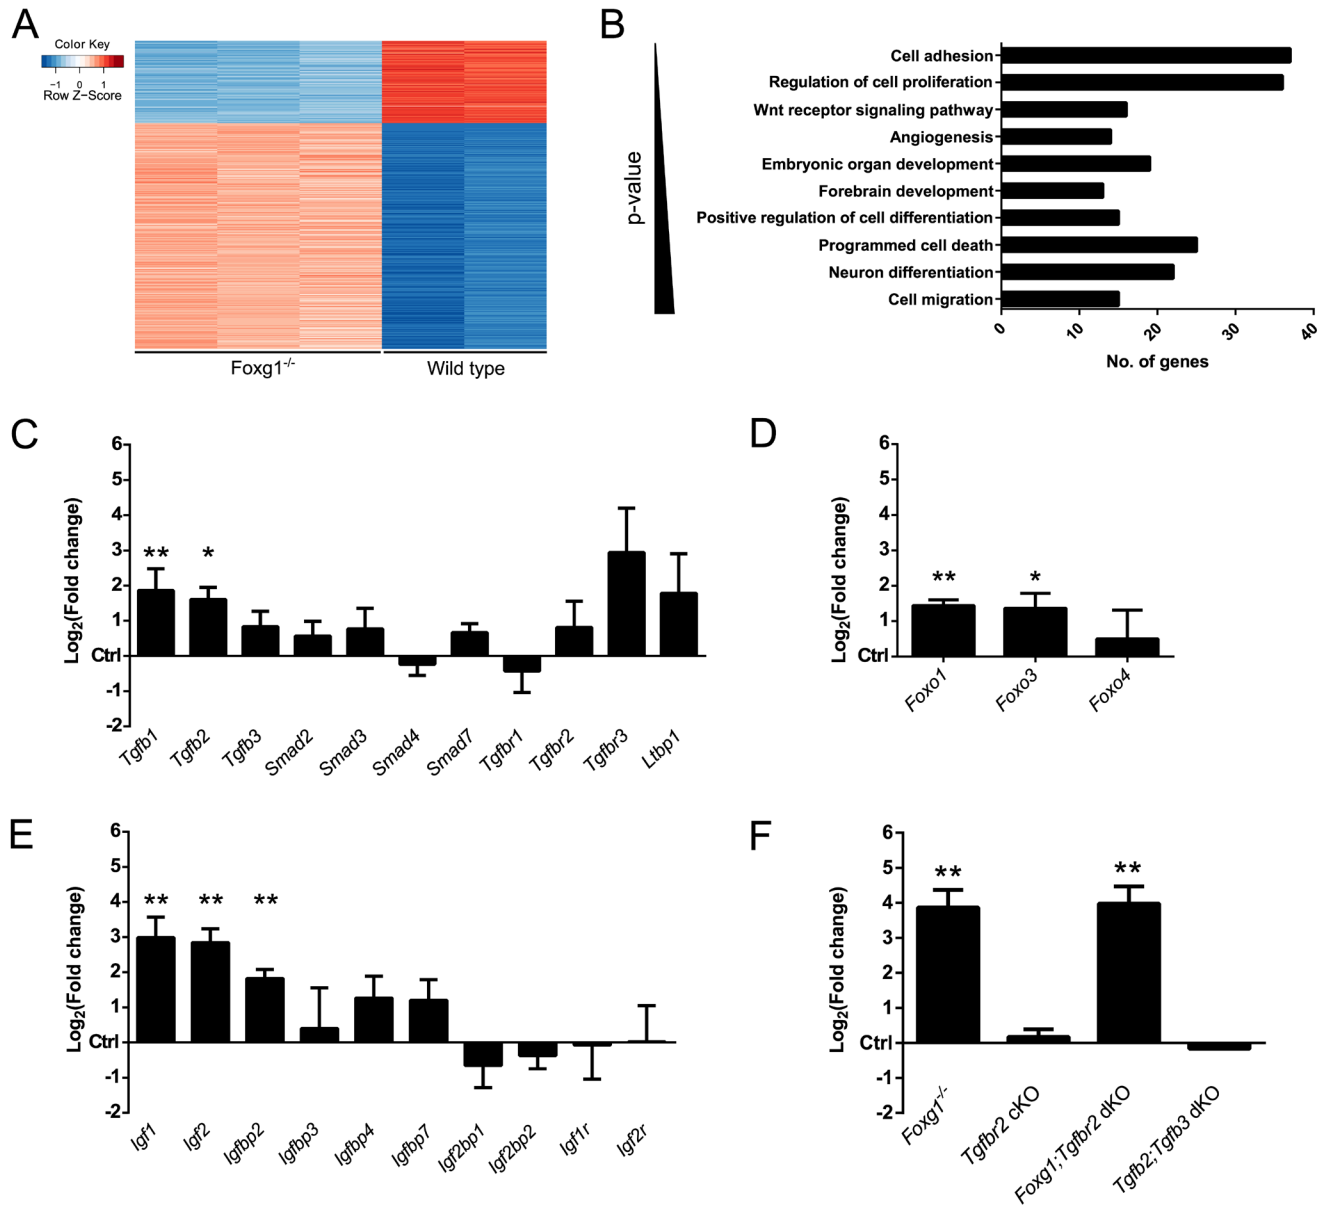 A
Color Key
−1 0 1
Row Z−Score
Foxg1-/-
Wild type
B
p-value
Cell adhesion
Regulation of cell proliferation
Wnt receptor signaling pathway
Angiogenesis
Embryonic organ development
Forebrain development
Positive regulation of cell differentiation
Programmed cell death
Neuron differentiation
Cell migration
0 10 20 30 40
No. of genes
C
Log2(Fold change)
6
5
4
3
2
1
Ctrl
-1
-2
** *
Tgfb1 Tgfb2 Tgfb3 Smad2 Smad3 Smad4 Smad7 Tgfbr1 Tgfbr2 Tgfbr3 Ltbp1
D
Log2(Fold change)
6
5
4
3
2
1
Ctrl
** *
Foxo1 Foxo3 Foxo4
E
Log2(Fold change)
6
5
4
3
2
1
Ctrl
-1
-2
** ** **
Igf1 Igf2 Igfbp2 Igfbp3 Igfbp4 Igfbp7 Igf2bp1 Igf2bp2 Igf1r Igf2r
F
Log2(Fold change)
6
5
4
3
2
1
Ctrl
-1
-2
** **
Foxg1-/- Tgfbr2 cKO Foxg1;Tgfbr2 dKO Tgfb2;Tgfb3 dKO